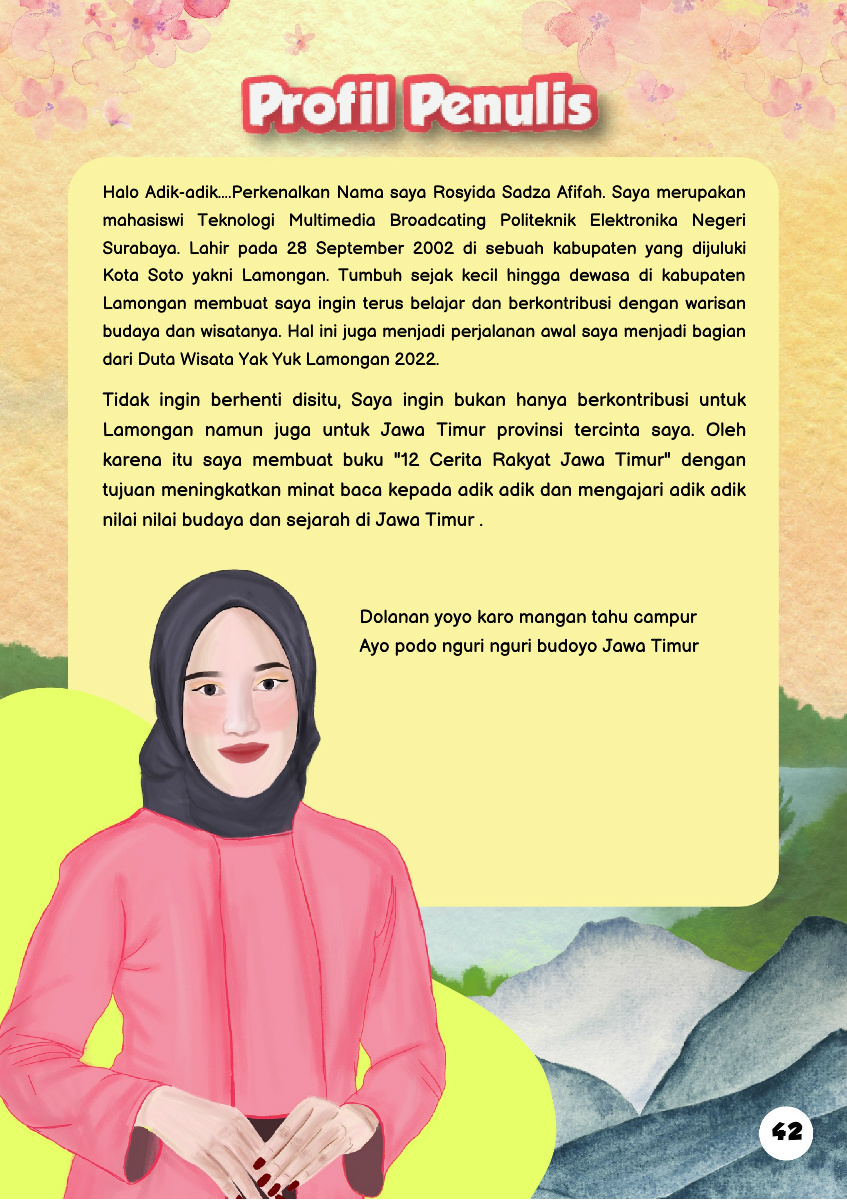 Profil Penulis
Halo Adik-adik....Perkenalkan Nama saya Rosyida Sadza Afifah. Saya merupakan
mahasiswi Teknologi Multimedia Broadcating Politeknik Elektronika Negeri
Surabaya. Lahir pada 28 September 2002 di sebuah kabupaten yang dijuluki
Kota Soto yakni Lamongan. Tumbuh sejak kecil hingga dewasa di kabupaten
Lamongan membuat saya ingin terus belajar dan berkontribusi dengan warisan
budaya dan wisatanya. Hal ini juga menjadi perjalanan awal saya menjadi bagian
dari Duta Wisata Yak Yuk Lamongan 2022.
Tidak ingin berhenti disitu, Saya ingin bukan hanya berkontribusi untuk
Lamongan namun juga untuk Jawa Timur provinsi tercinta saya. Oleh
karena itu saya membuat buku "12 Cerita Rakyat Jawa Timur" dengan
tujuan meningkatkan minat baca kepada adik adik dan mengajari adik adik
nilai nilai budaya dan sejarah di Jawa Timur .
Dolanan yoyo karo mangan tahu campur
Ayo podo nguri nguri budoyo Jawa Timur
42